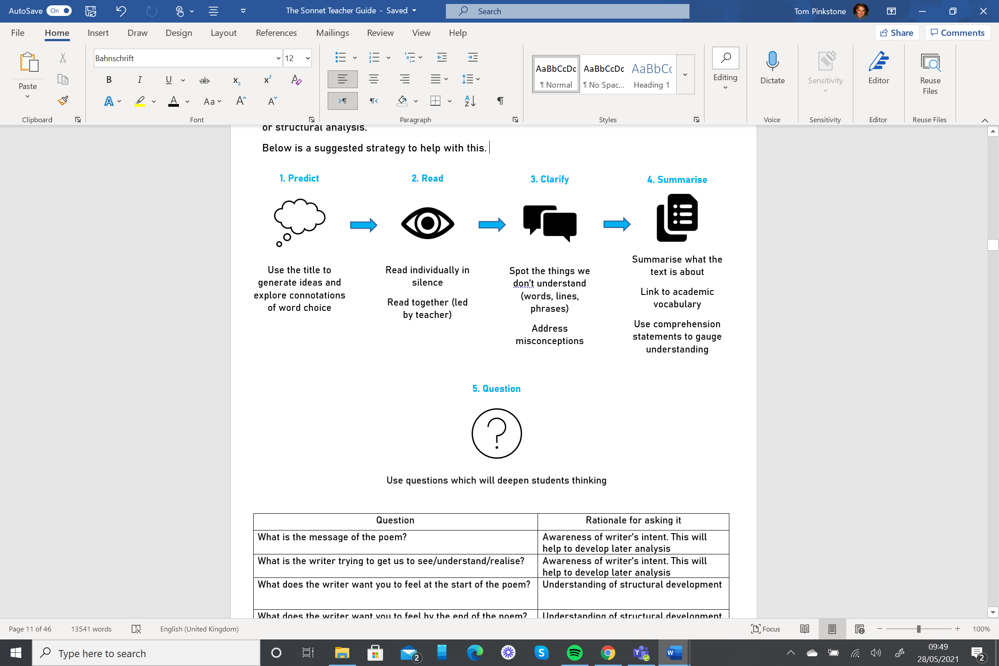 AutoSave On
The Sonnet Teacher Guide - Saved
Search
Tom Pinkstone
File Home Insert Draw Design Layout References Mailings Review View Help
Share Comments
Paste
Clipboard
Bahnschrift 12
Font
Paragraph
AaBbCcDc AaBbCcDc AaBbCc
¶ Normal ¶ No Spac... Heading 1
Styles
Editing
Dictate
Voice
Sensitivity
Sensitivity
Editor
Editor
Reuse
Files
Reuse Files
or structural analysis.
Below is a suggested strategy to help with this.
1. Predict
Use the title to
generate ideas and
explore connotations
of word choice
2. Read
Read individually in
silence
Read together (led
by teacher)
3. Clarify
Spot the things we
don't understand
(words, lines,
phrases)
Address
misconceptions
4. Summarise
Summarise what the
text is about
Link to academic
vocabulary
Use comprehension
statements to gauge
understanding
5. Question
?
Use questions which will deepen students thinking
Question Rationale for asking it
What is the message of the poem? Awareness of writer's intent. This will
help to develop later analysis
What is the writer trying to get us to see/understand/realise? Awareness of writer's intent. This will
help to develop later analysis
What does the writer want you to feel at the start of the poem? Understanding of structural development
What does the writer want you to feel by the end of the poem? Understanding of structural development
Page 11 of 46 13541 words English (United Kingdom)
Focus
100%
Type here to search
2
09:49
28/05/2021
2